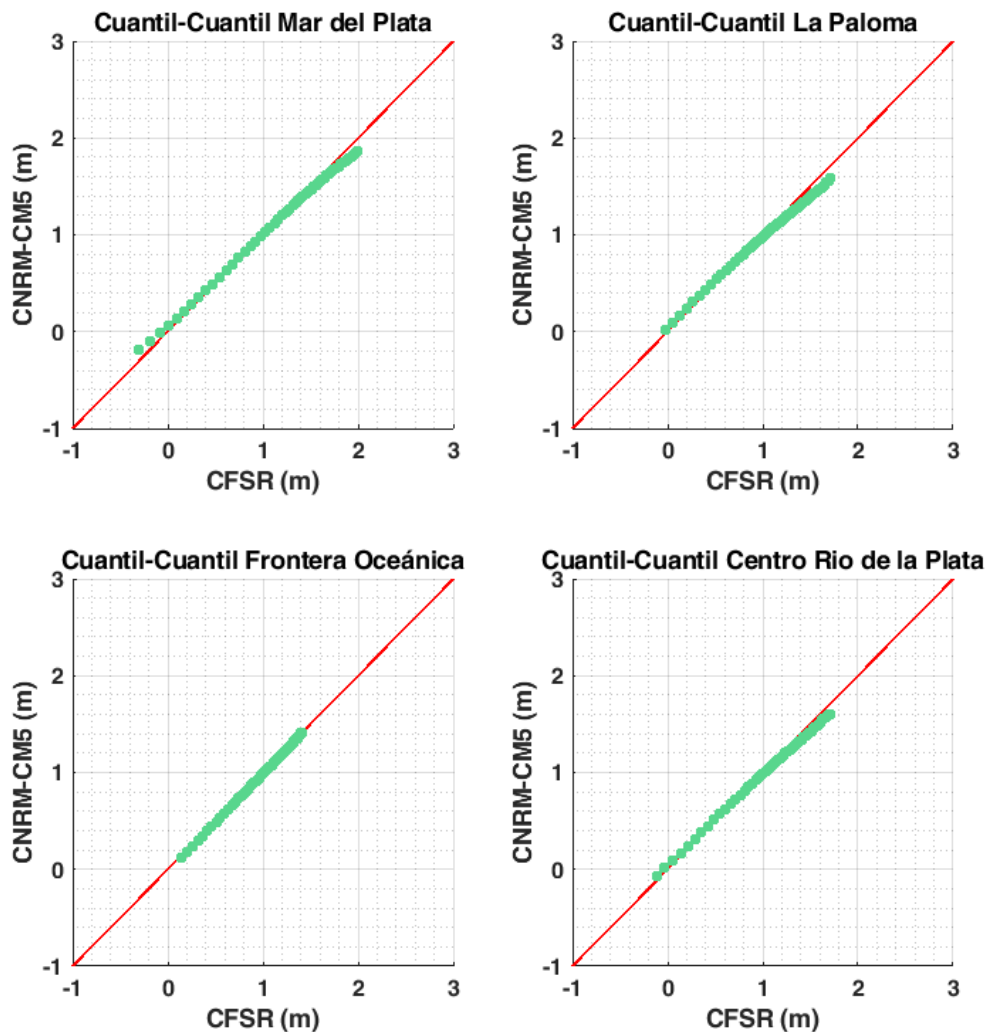 Cuantil-Cuantil Mar del Plata
3
2
1
0
-1
-1 0 1 2 3
CNRM-CM5 (m)
CFSR (m)
Cuantil-Cuantil La Paloma
3
2
1
0
-1
-1 0 1 2 3
CNRM-CM5 (m)
CFSR (m)
Cuantil-Cuantil Frontera Oceánica
3
2
1
0
-1
-1 0 1 2 3
CNRM-CM5 (m)
CFSR (m)
Cuantil-Cuantil Centro Rio de la Plata
3
2
1
0
-1
-1 0 1 2 3
CNRM-CM5 (m)
CFSR (m)